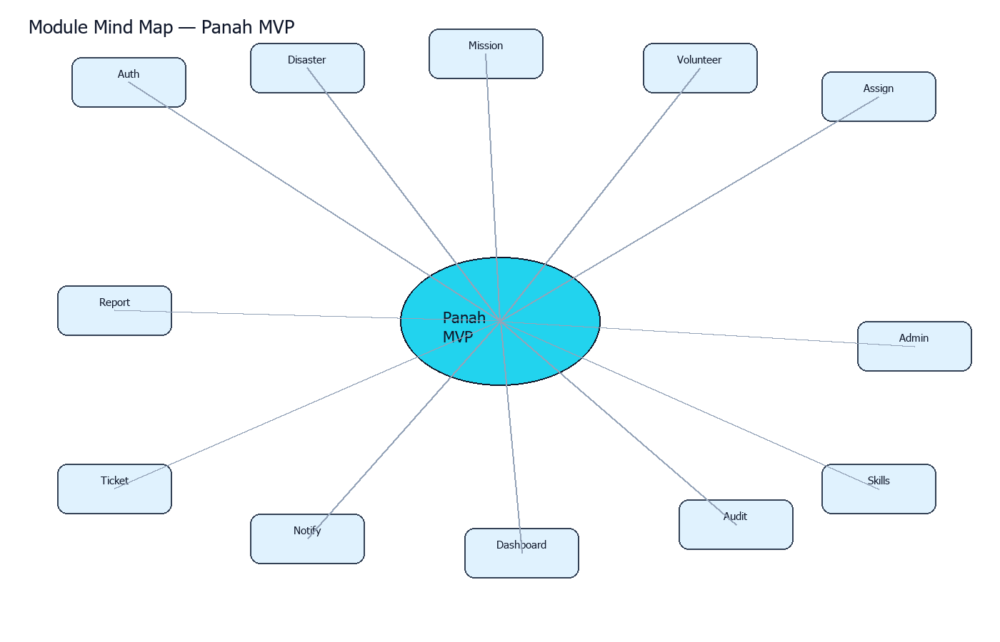 Module Mind Map — Panah MVP
Mission
Disaster
Volunteer
Auth
Assign
Report
Panah
MVP
Admin
Ticket
Skills
Notify
Audit
Dashboard